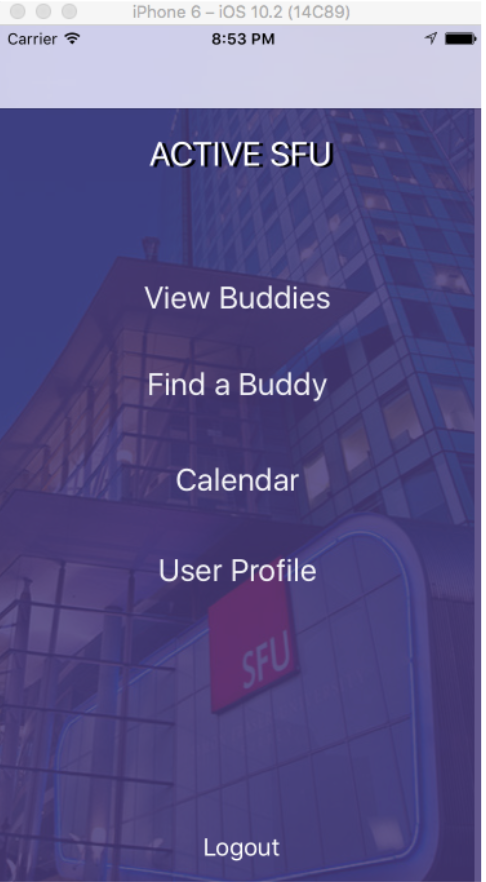 iPhone 6 – iOS 10.2 (14C89)
Carrier 8:53 PM
ACTIVE SFU
View Buddies
Find a Buddy
Calendar
User Profile
SFU
Logout